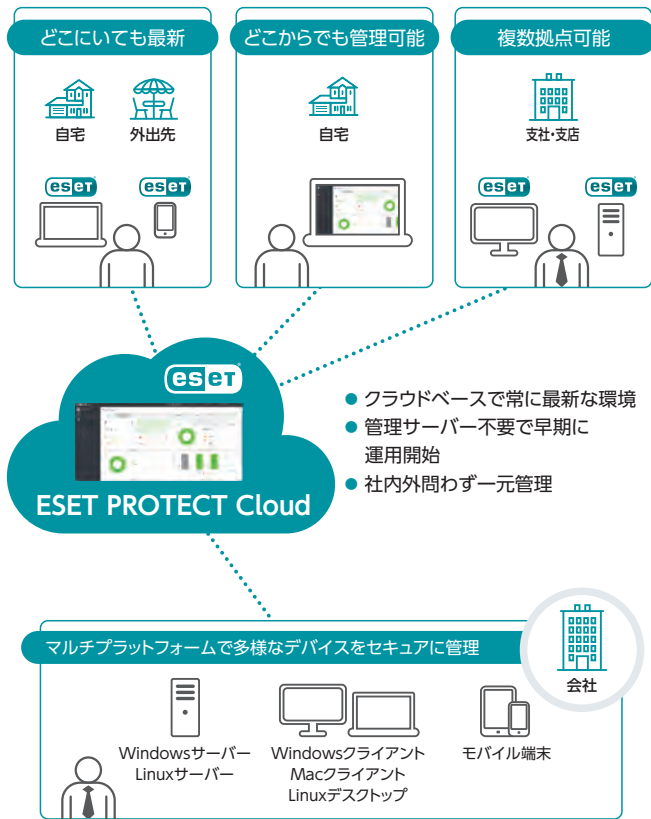 どこにいても最新
どこからでも管理可能
複数拠点可能
自宅
外出先
自宅
支社・支店
eset
eset
eset
eset
eset
ESET PROTECT Cloud
● クラウドベースで常に最新な環境
● 管理サーバー不要で早期に
運用開始
● 社内外問わず一元管理
マルチプラットフォームで多様なデバイスをセキュアに管理
会社
Windowsサーバー
Linuxサーバー
Windowsクライアント
Macクライアント
Linuxデスクトップ
モバイル端末